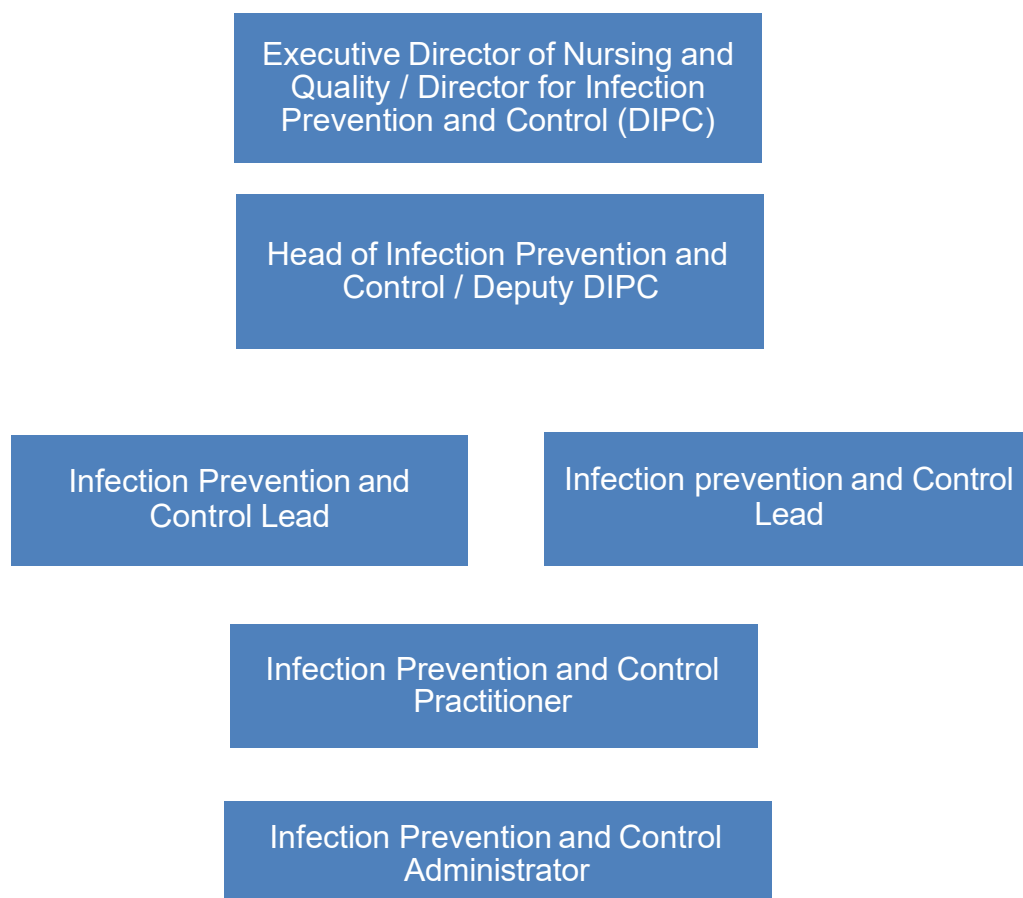 Executive Director of Nursing and
Quality / Director for Infection
Prevention and Control (DIPC)
Head of Infection Prevention and
Control / Deputy DIPC
Infection Prevention and
Control Lead
Infection prevention and Control
Lead
Infection Prevention and Control
Practitioner
Infection Prevention and Control
Administrator